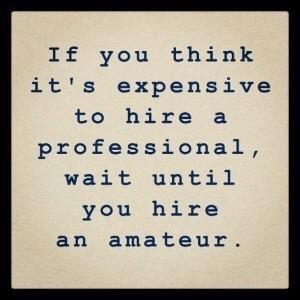 If you think
it's expensive
to hire a
professional,
wait until
you hire
an amateur.